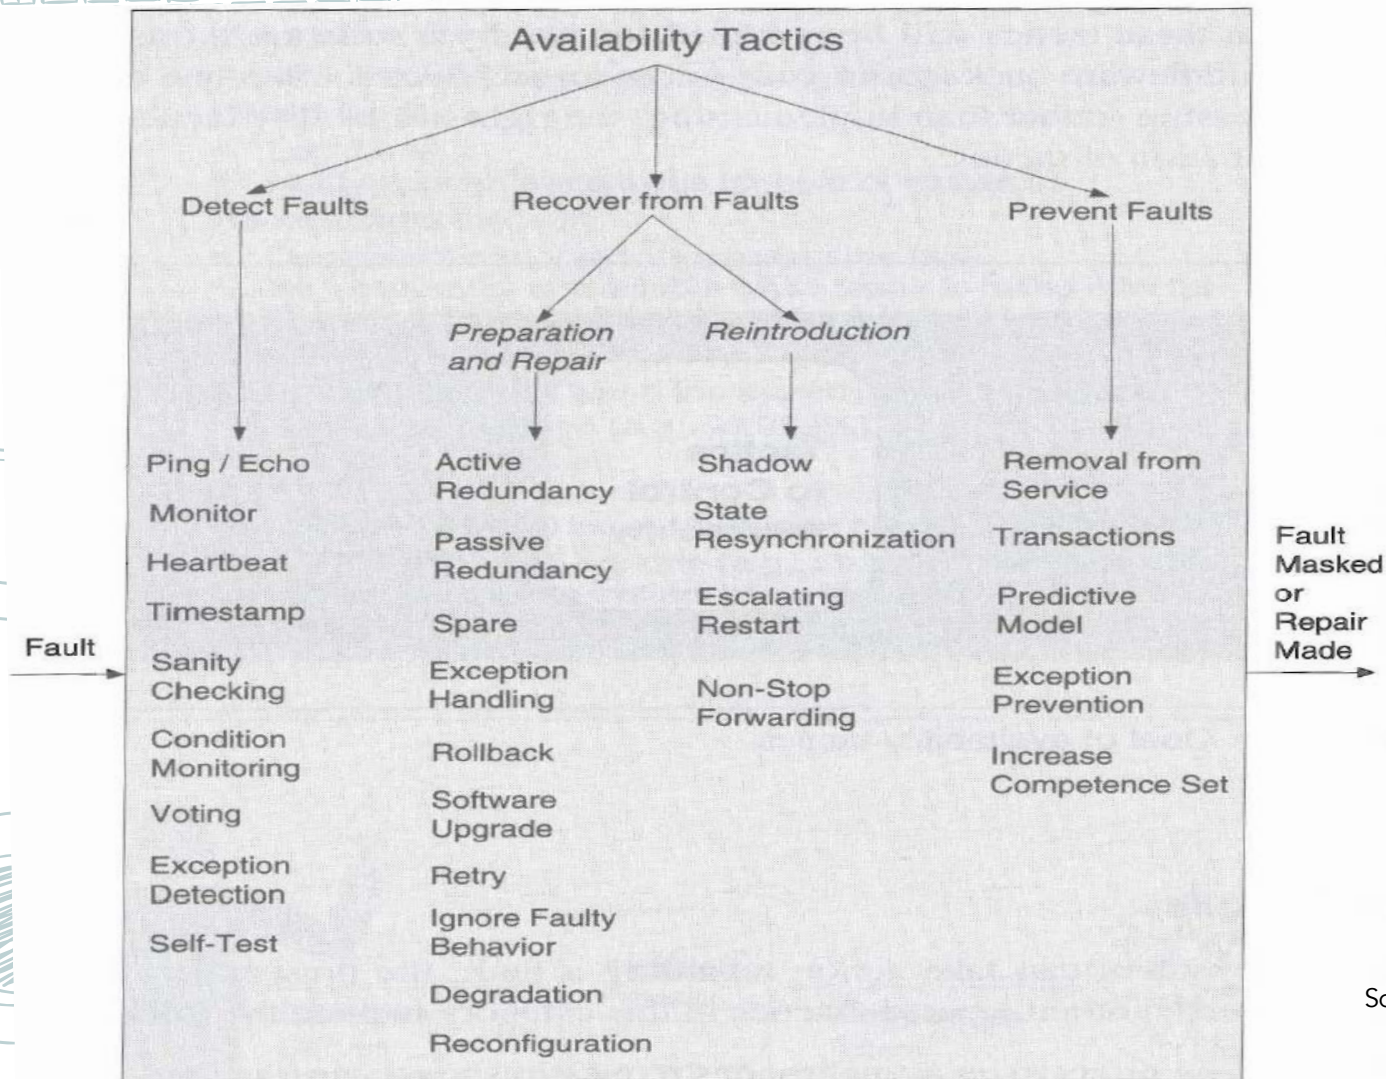 Availability Tactics
Detect Faults
Recover from Faults
Prevent Faults
Preparation
and Repair
Reintroduction
Fault
Ping / Echo
Monitor
Heartbeat
Timestamp
Sanity
Checking
Condition
Monitoring
Voting
Exception
Detection
Self-Test
Active
Redundancy
Passive
Redundancy
Spare
Exception
Handling
Rollback
Software
Upgrade
Retry
Ignore Faulty
Behavior
Degradation
Reconfiguration
Shadow
State
Resynchronization
Escalating
Restart
Non-Stop
Forwarding
Removal from
Service
Transactions
Predictive
Model
Exception
Prevention
Increase
Competence Set
Fault
Masked
or
Repair
Made